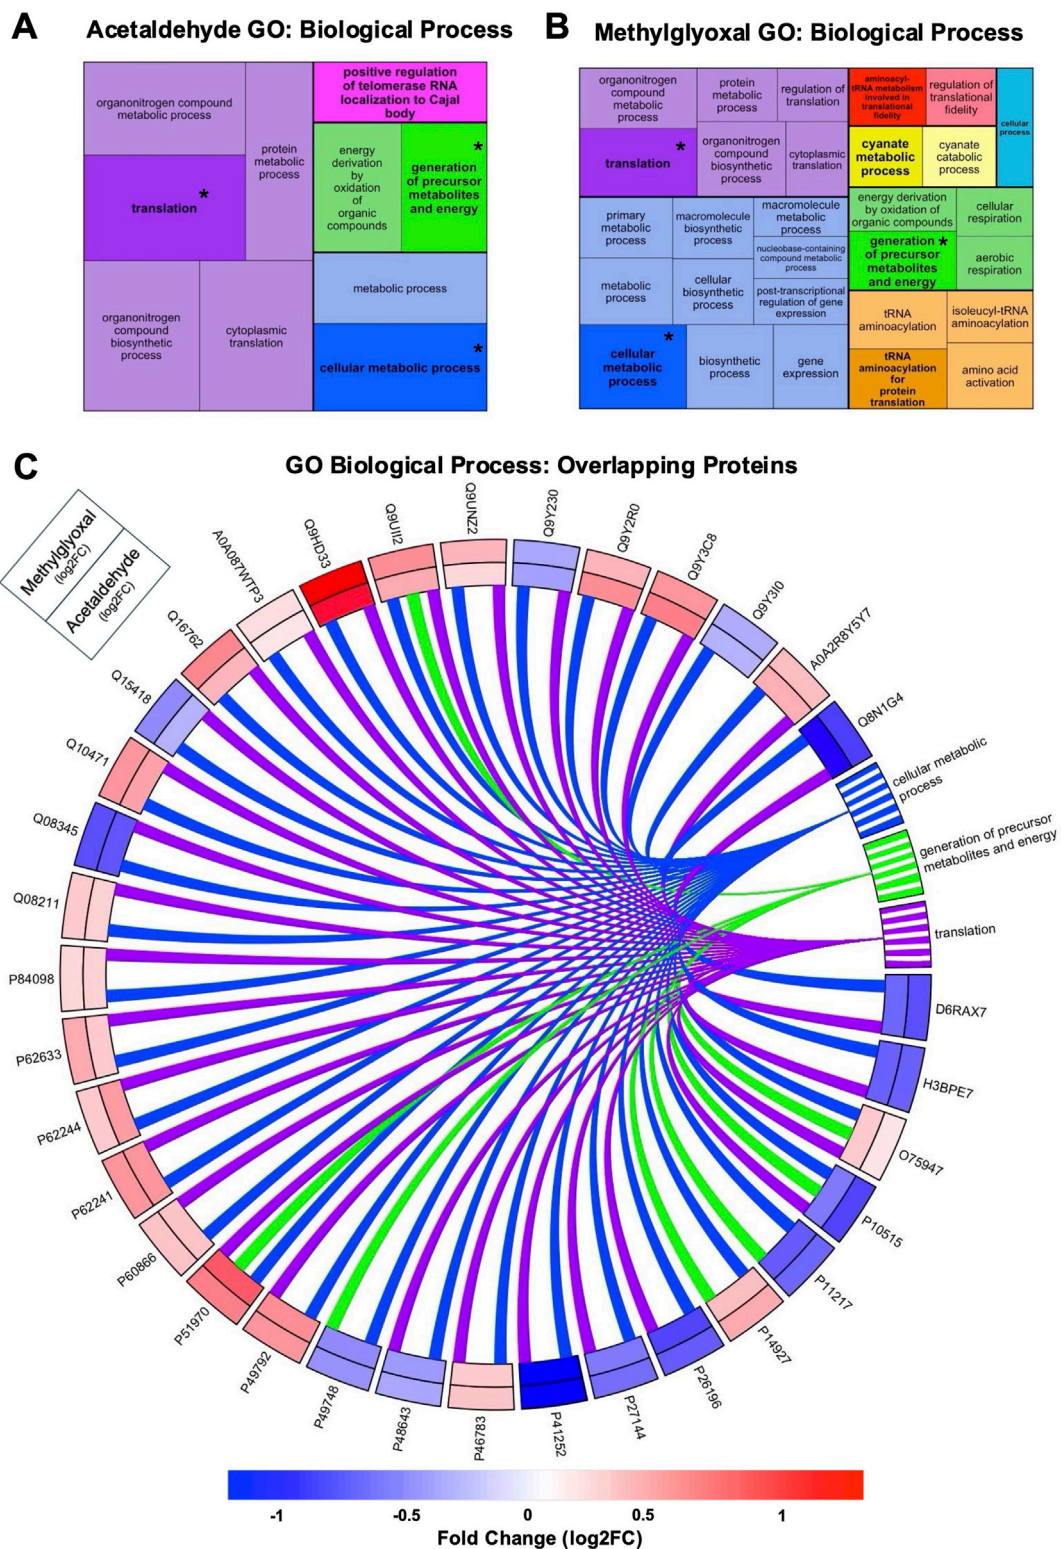 A
Acetaldehyde GO: Biological Process
organonitrogen compound
metabolic process
translation
*
protein
metabolic
process
organonitrogen
compound
biosynthetic
process
cytoplasmic
translation
positive regulation
of telomerase RNA
localization to Cajal
body
energy
derivation
by
oxidation
of
organic
compounds
*
generation
of precursor
metabolites
and energy
metabolic process
*
cellular metabolic process
B
Methylglyoxal GO: Biological Process
organonitrogen
compound
metabolic
process
protein
metabolic
process
regulation of
translation
translation
*
organonitrogen
compound
biosynthetic
process
cytoplasmic
translation
primary
metabolic
process
macromolecule
biosynthetic
process
macromolecule
metabolic
process
nucleobase-containing
compound metabolic
process
metabolic
process
cellular
biosynthetic
process
post-transcriptional
regulation of gene
expression
*
cellular
metabolic
process
biosynthetic
process
gene
expression
aminoacyl-
tRNA metabolism
involved in
translational
fidelity
regulation of
translational
fidelity
cellular
process
cyanate
metabolic
process
cyanate
catabolic
process
energy derivation
by oxidation of
organic compounds
cellular
respiration
generation *
of precursor
metabolites
and energy
aerobic
respiration
tRNA
aminoacylation
isoleucyl-tRNA
aminoacylation
tRNA
aminoacylation
for
protein
translation
amino acid
activation
C
GO Biological Process: Overlapping Proteins
Methylglyoxal
(log2FC)
Acetaldehyde
(log2FC)
Q9UNZ2
Q9Y230
Q9Y2R0
Q9Y3C8
Q9Y3I0
A0A2R8Y5Y7
Q8N1G4
cellular metabolic
process
generation of precursor
metabolites and energy
translation
D6RAX7
H3BPE7
O75947
P10515
P11217
P14927
P26196
P27144
P41252
P46783
P48643
P49748
P49792
P51970
P60866
P62241
P62244
P62633
P84098
Q08211
Q08345
Q10471
Q15418
Q16762
A0A087WTP3
Q9HD33
Q9UII2
-1
-0.5
0
0.5
1
Fold Change (log2FC)